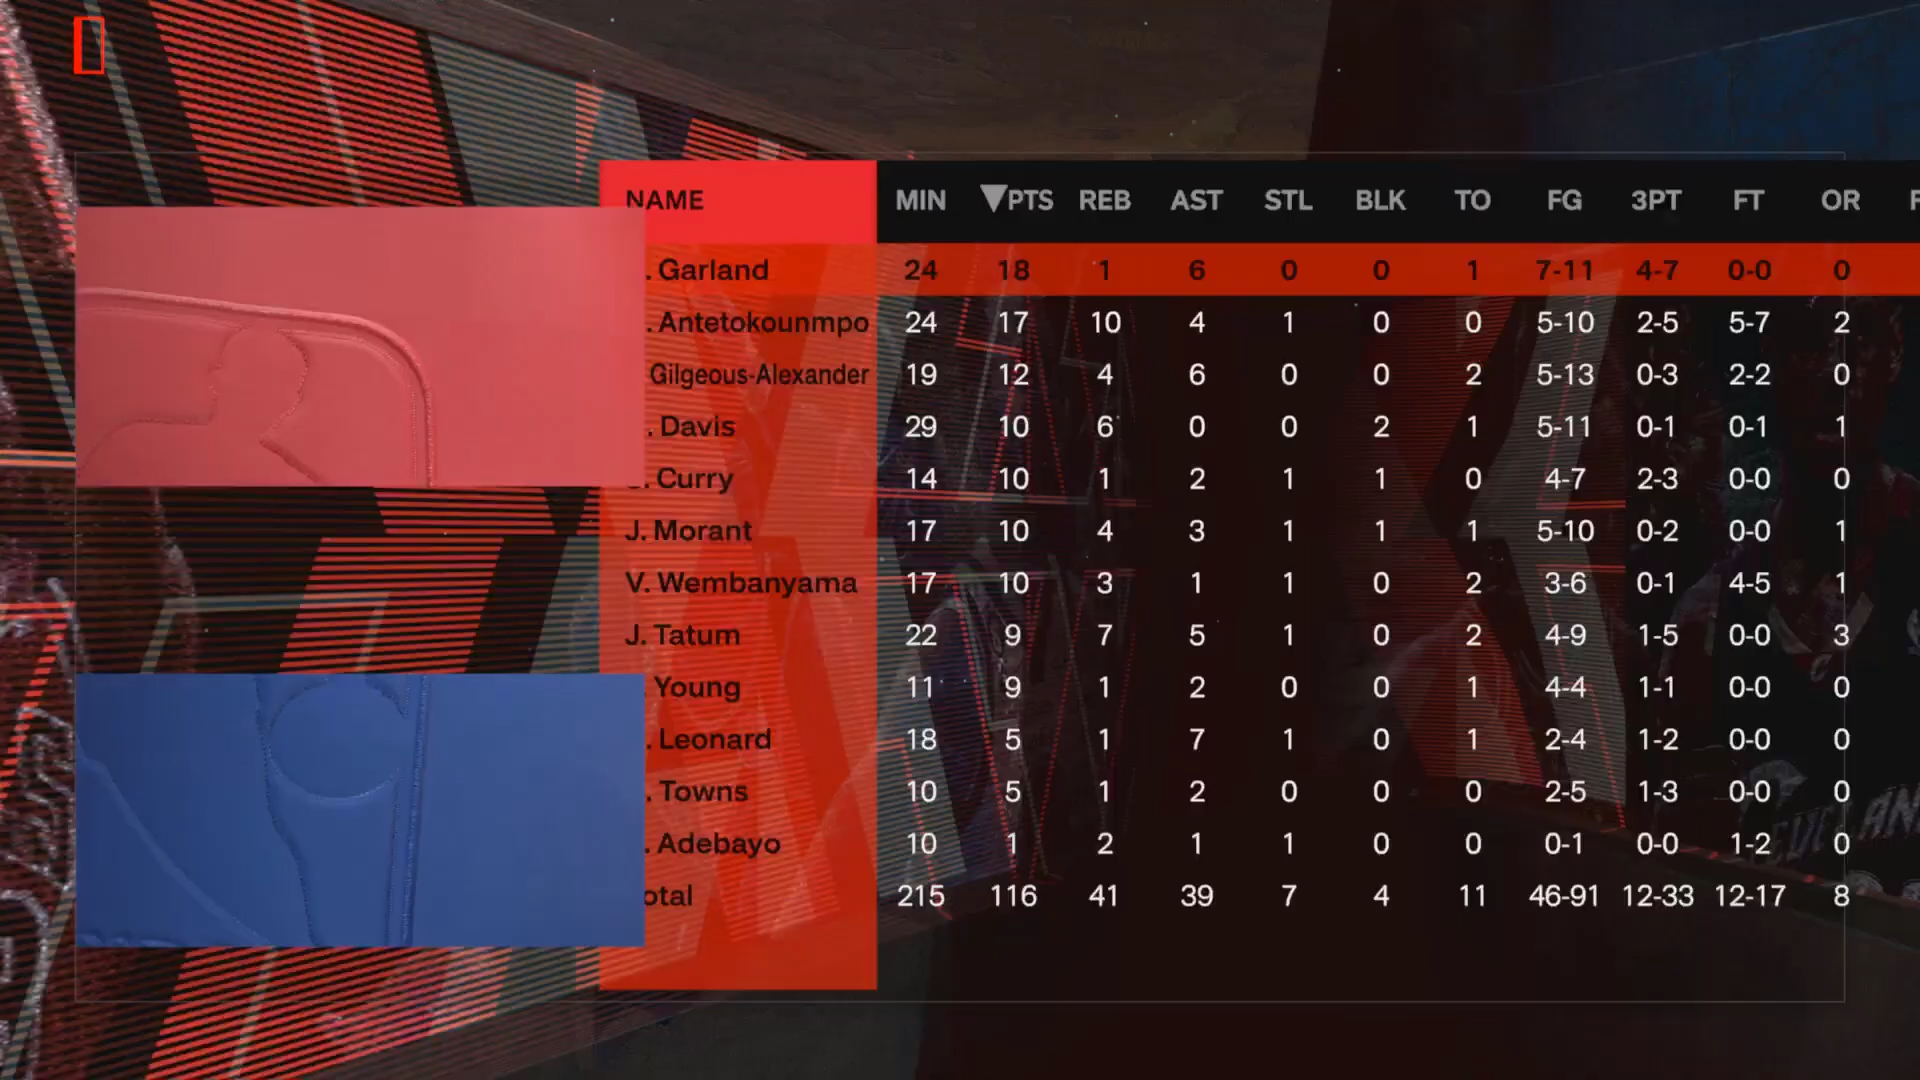 NAME MIN ▼PTS REB AST STL BLK TO FG 3PT FT OR
. Garland 24 18 1 6 0 0 1 7-11 4-7 0-0 0
. Antetokounmpo 24 17 10 4 1 0 0 5-10 2-5 5-7 2
Gilgeous-Alexander 19 12 4 6 0 0 2 5-13 0-3 2-2 0
. Davis 29 10 6 0 0 2 1 5-11 0-1 0-1 1
. Curry 14 10 1 2 1 1 0 4-7 2-3 0-0 0
J. Morant 17 10 4 3 1 1 1 5-10 0-2 0-0 1
V. Wembanyama 17 10 3 1 1 0 2 3-6 0-1 4-5 1
J. Tatum 22 9 7 5 1 0 2 4-9 1-5 0-0 3
Young 11 9 1 2 0 0 1 4-4 1-1 0-0 0
. Leonard 18 5 1 7 1 0 1 2-4 1-2 0-0 0
. Towns 10 5 1 2 0 0 0 2-5 1-3 0-0 0
. Adebayo 10 1 2 1 1 0 0 0-1 0-0 1-2 0
otal 215 116 41 39 7 4 11 46-91 12-33 12-17 8